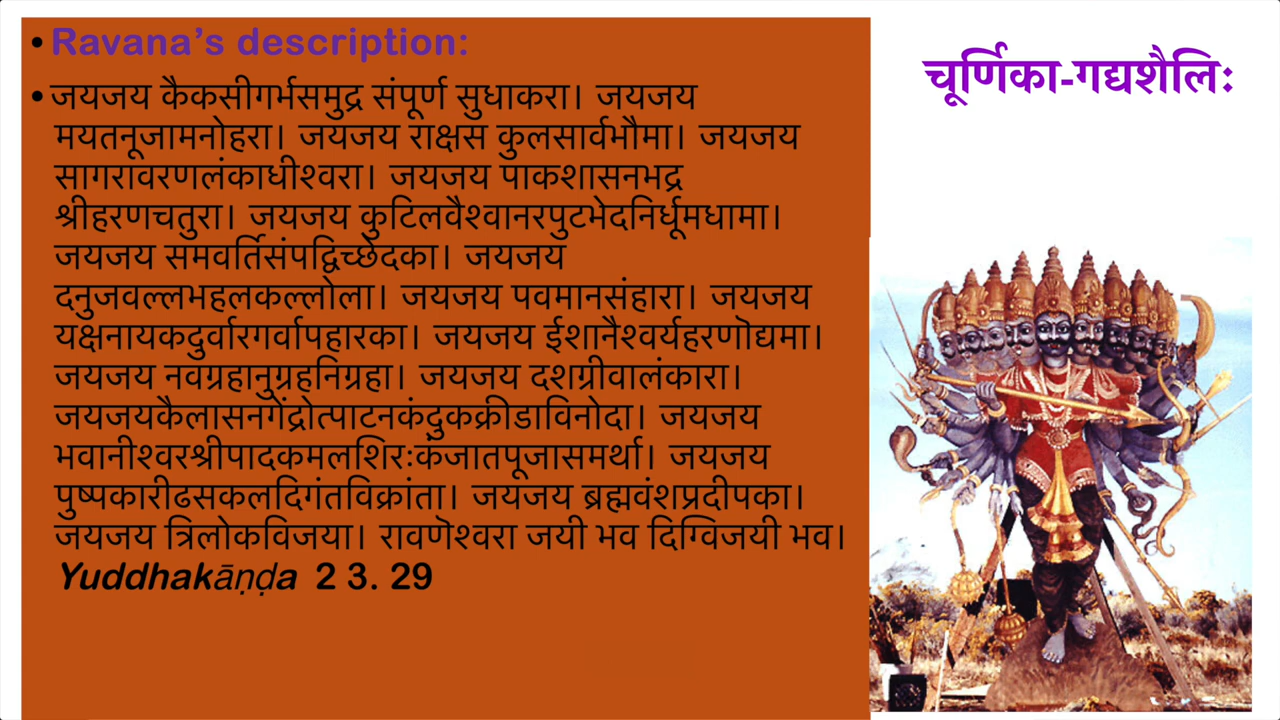 • Ravana’s description:
• जयजय कैकसीगर्भसमुद्र संपूर्ण सुधाकरा। जयजय
मयतनूजामनोहरा। जयजय राक्षस कुलसार्वभौमा। जयजय
सागरावरणलंकाधीश्वरा। जयजय पाकशासनभद्र
श्रीहरणचतुरा। जयजय कुटिलवैश्वानरपुटभेदनिर्धूमधामा।
जयजय समवर्तिसंपद्विच्छेदका। जयजय
दनुजवल्लभहलकल्लोला। जयजय पवमानसंहारा। जयजय
यक्षनायकदुर्वारगर्वापहारका। जयजय ईशानैश्वर्यहरणॊद्यमा।
जयजय नवग्रहानुग्रहनिग्रहा। जयजय दशग्रीवालंकारा।
जयजयकैलासनगेंद्रोत्पाटनकंदुकक्रीडाविनोदा। जयजय
भवानीश्वरश्रीपादकमलशिरःकंजातपूजासमर्था। जयजय
पुष्पकारीढसकलदिगंतविक्रांता। जयजय ब्रह्मवंशप्रदीपका।
जयजय त्रिलोकविजया। रावणॆश्वरा जयी भव दिग्विजयी भव।
Yuddhakāṇḍa 2 3. 29
चूर्णिका-गद्यशैलिः